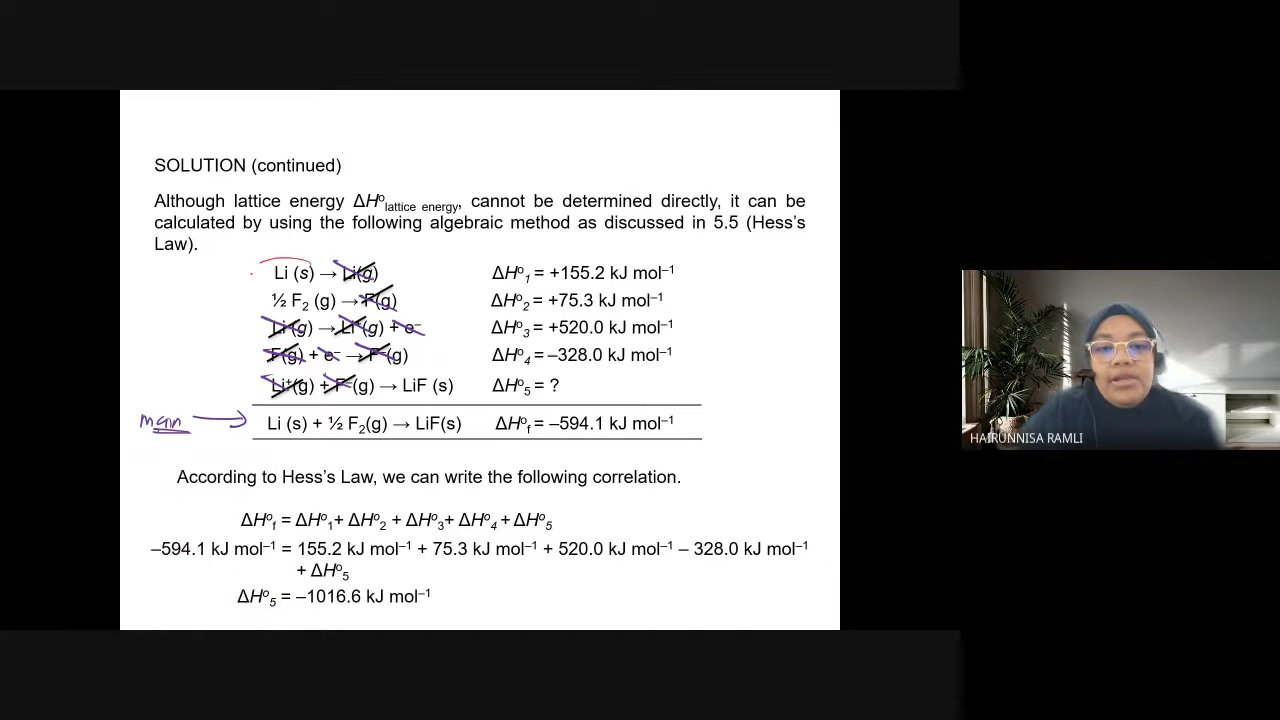 SOLUTION (continued)
Although lattice energy ΔH°lattice energy, cannot be determined directly, it can be
calculated by using the following algebraic method as discussed in 5.5 (Hess's
Law).
Li (s) → Li(g) ΔH°1 = +155.2 kJ mol⁻¹
½ F₂ (g) → F(g) ΔH°2 = +75.3 kJ mol⁻¹
Li (g) → Li⁺(g) + e⁻ ΔH°3 = +520.0 kJ mol⁻¹
F(g) + e⁻ → F⁻ (g) ΔH°4 = –328.0 kJ mol⁻¹
Li⁺(g) + F⁻ (g) → LiF (s) ΔH°5 = ?
main Li (s) + ½ F₂(g) → LiF(s) ΔH°f = –594.1 kJ mol⁻¹
According to Hess's Law, we can write the following correlation.
ΔH°f = ΔH°1+ ΔH°2 + ΔH°3+ ΔH°4 + ΔH°5
–594.1 kJ mol⁻¹ = 155.2 kJ mol⁻¹ + 75.3 kJ mol⁻¹ + 520.0 kJ mol⁻¹ – 328.0 kJ mol⁻¹
+ ΔH°5
ΔH°5 = –1016.6 kJ mol⁻¹
HAIRUNNISA RAMLI